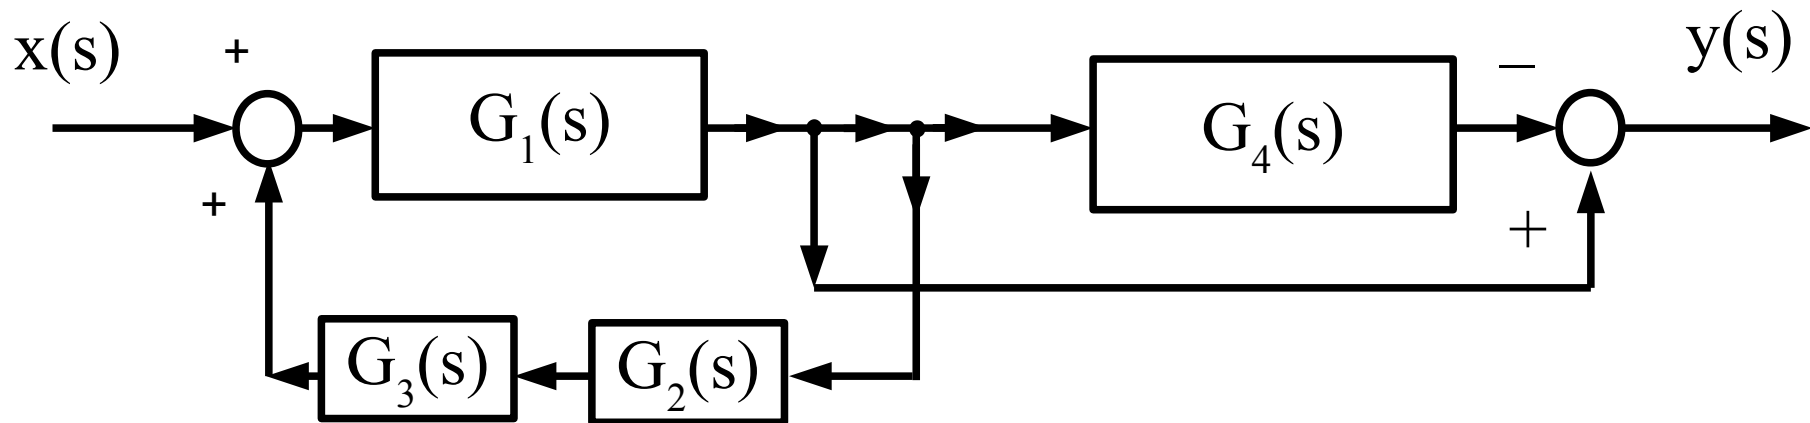 x(s)
+
G₁(s)
G₄(s)
–
y(s)
+
+
G₃(s)
G₂(s)